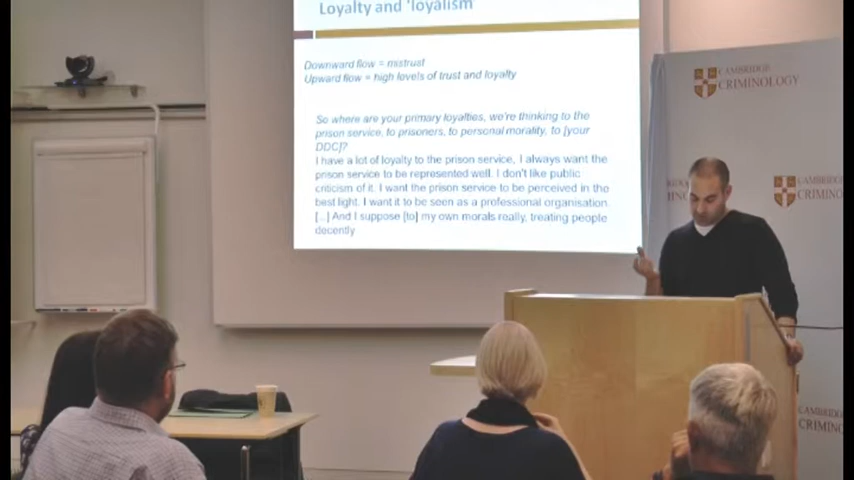 Loyalty and 'loyalism'
Downward flow = mistrust
Upward flow = high levels of trust and loyalty
So where are your primary loyalties, we're thinking to the
prison service, to prisoners, to personal morality, to [your
DDC]?
I have a lot of loyalty to the prison service, I always want the
prison service to be represented well. I don't like public
criticism of it. I want the prison service to be perceived in the
best light. I want it to be seen as a professional organisation.
[...] And I suppose [to] my own morals really, treating people
decently
CAMBRIDGE
CRIMINOLOGY
CAMBRIDG
CRIMINO
CAMBRIDG
CRIMINO